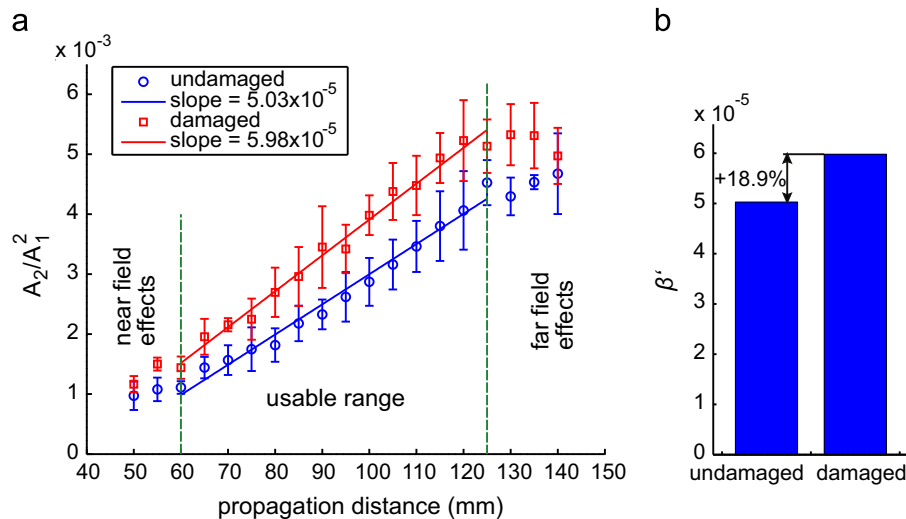 a
x 10⁻³
undamaged
slope = 5.03x10⁻⁵
damaged
slope = 5.98x10⁻⁵
6
5
4
3
2
1
0
A₂/A₁²
near field
effects
usable range
far field
effects
40 50 60 70 80 90 100 110 120 130 140 150
propagation distance (mm)
b
x 10⁻⁵
7
6
5
4
3
2
1
0
β‘
+18.9%
undamaged damaged